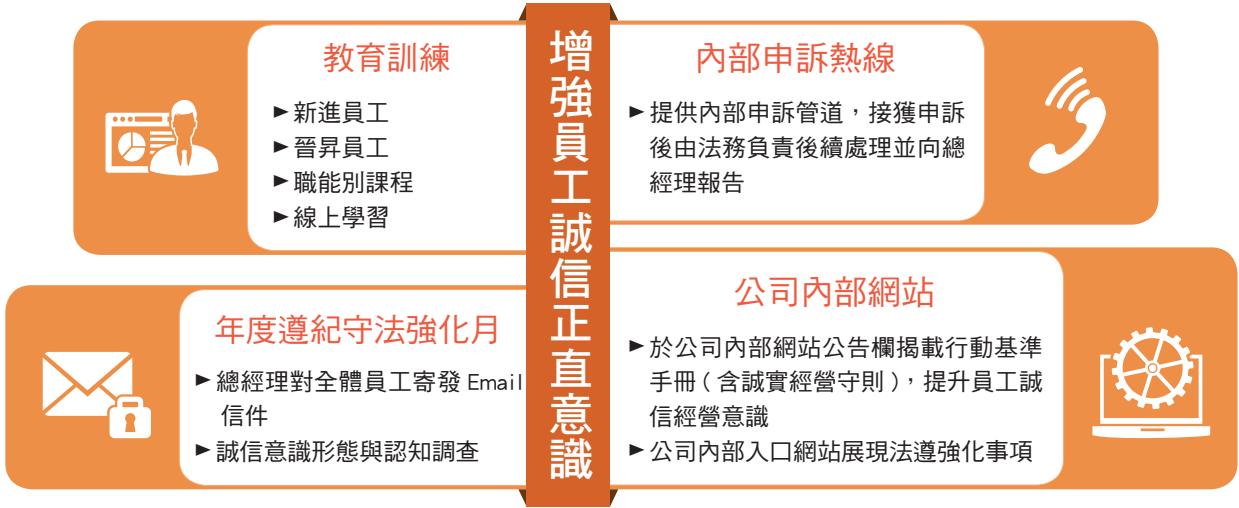 教育訓練
►新進員工
►晉昇員工
►職能別課程
►線上學習
年度遵紀守法強化月
►總經理對全體員工寄發 Email
信件
►誠信意識形態與認知調查
增強員工誠信正直意識
內部申訴熱線
►提供內部申訴管道，接獲申訴
後由法務負責後續處理並向總
經理報告
公司內部網站
►於公司內部網站公告欄揭載行動基準
手冊 ( 含誠實經營守則 )，提升員工誠
信經營意識
►公司內部入口網站展現法遵強化事項